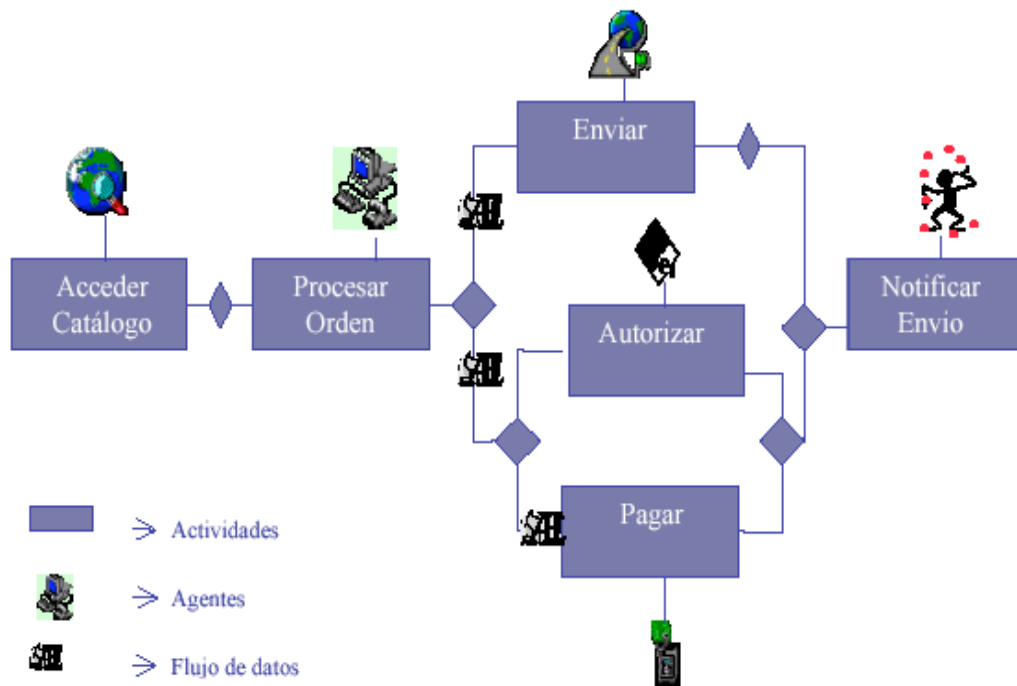 Enviar
Acceder
Catálogo
Procesar
Orden
Autorizar
Notificar
Envio
Pagar
Actividades
Agentes
Flujo de datos